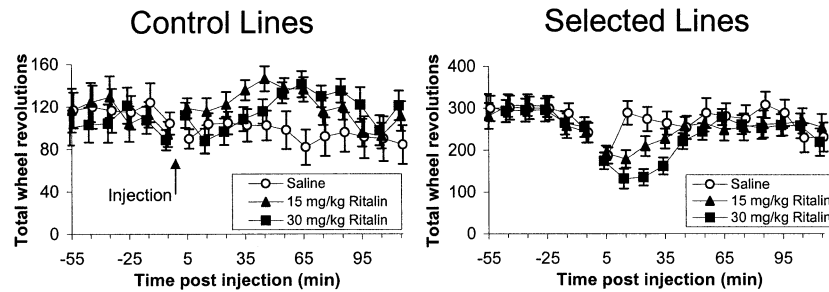 Control Lines
Total wheel revolutions
160
120
80
40
0
Injection
Saline
15 mg/kg Ritalin
30 mg/kg Ritalin
-55 -25 5 35 65 95
Time post injection (min)
Selected Lines
Total wheel revolutions
400
300
200
100
0
Saline
15 mg/kg Ritalin
30 mg/kg Ritalin
-55 -25 5 35 65 95
Time post injection (min)